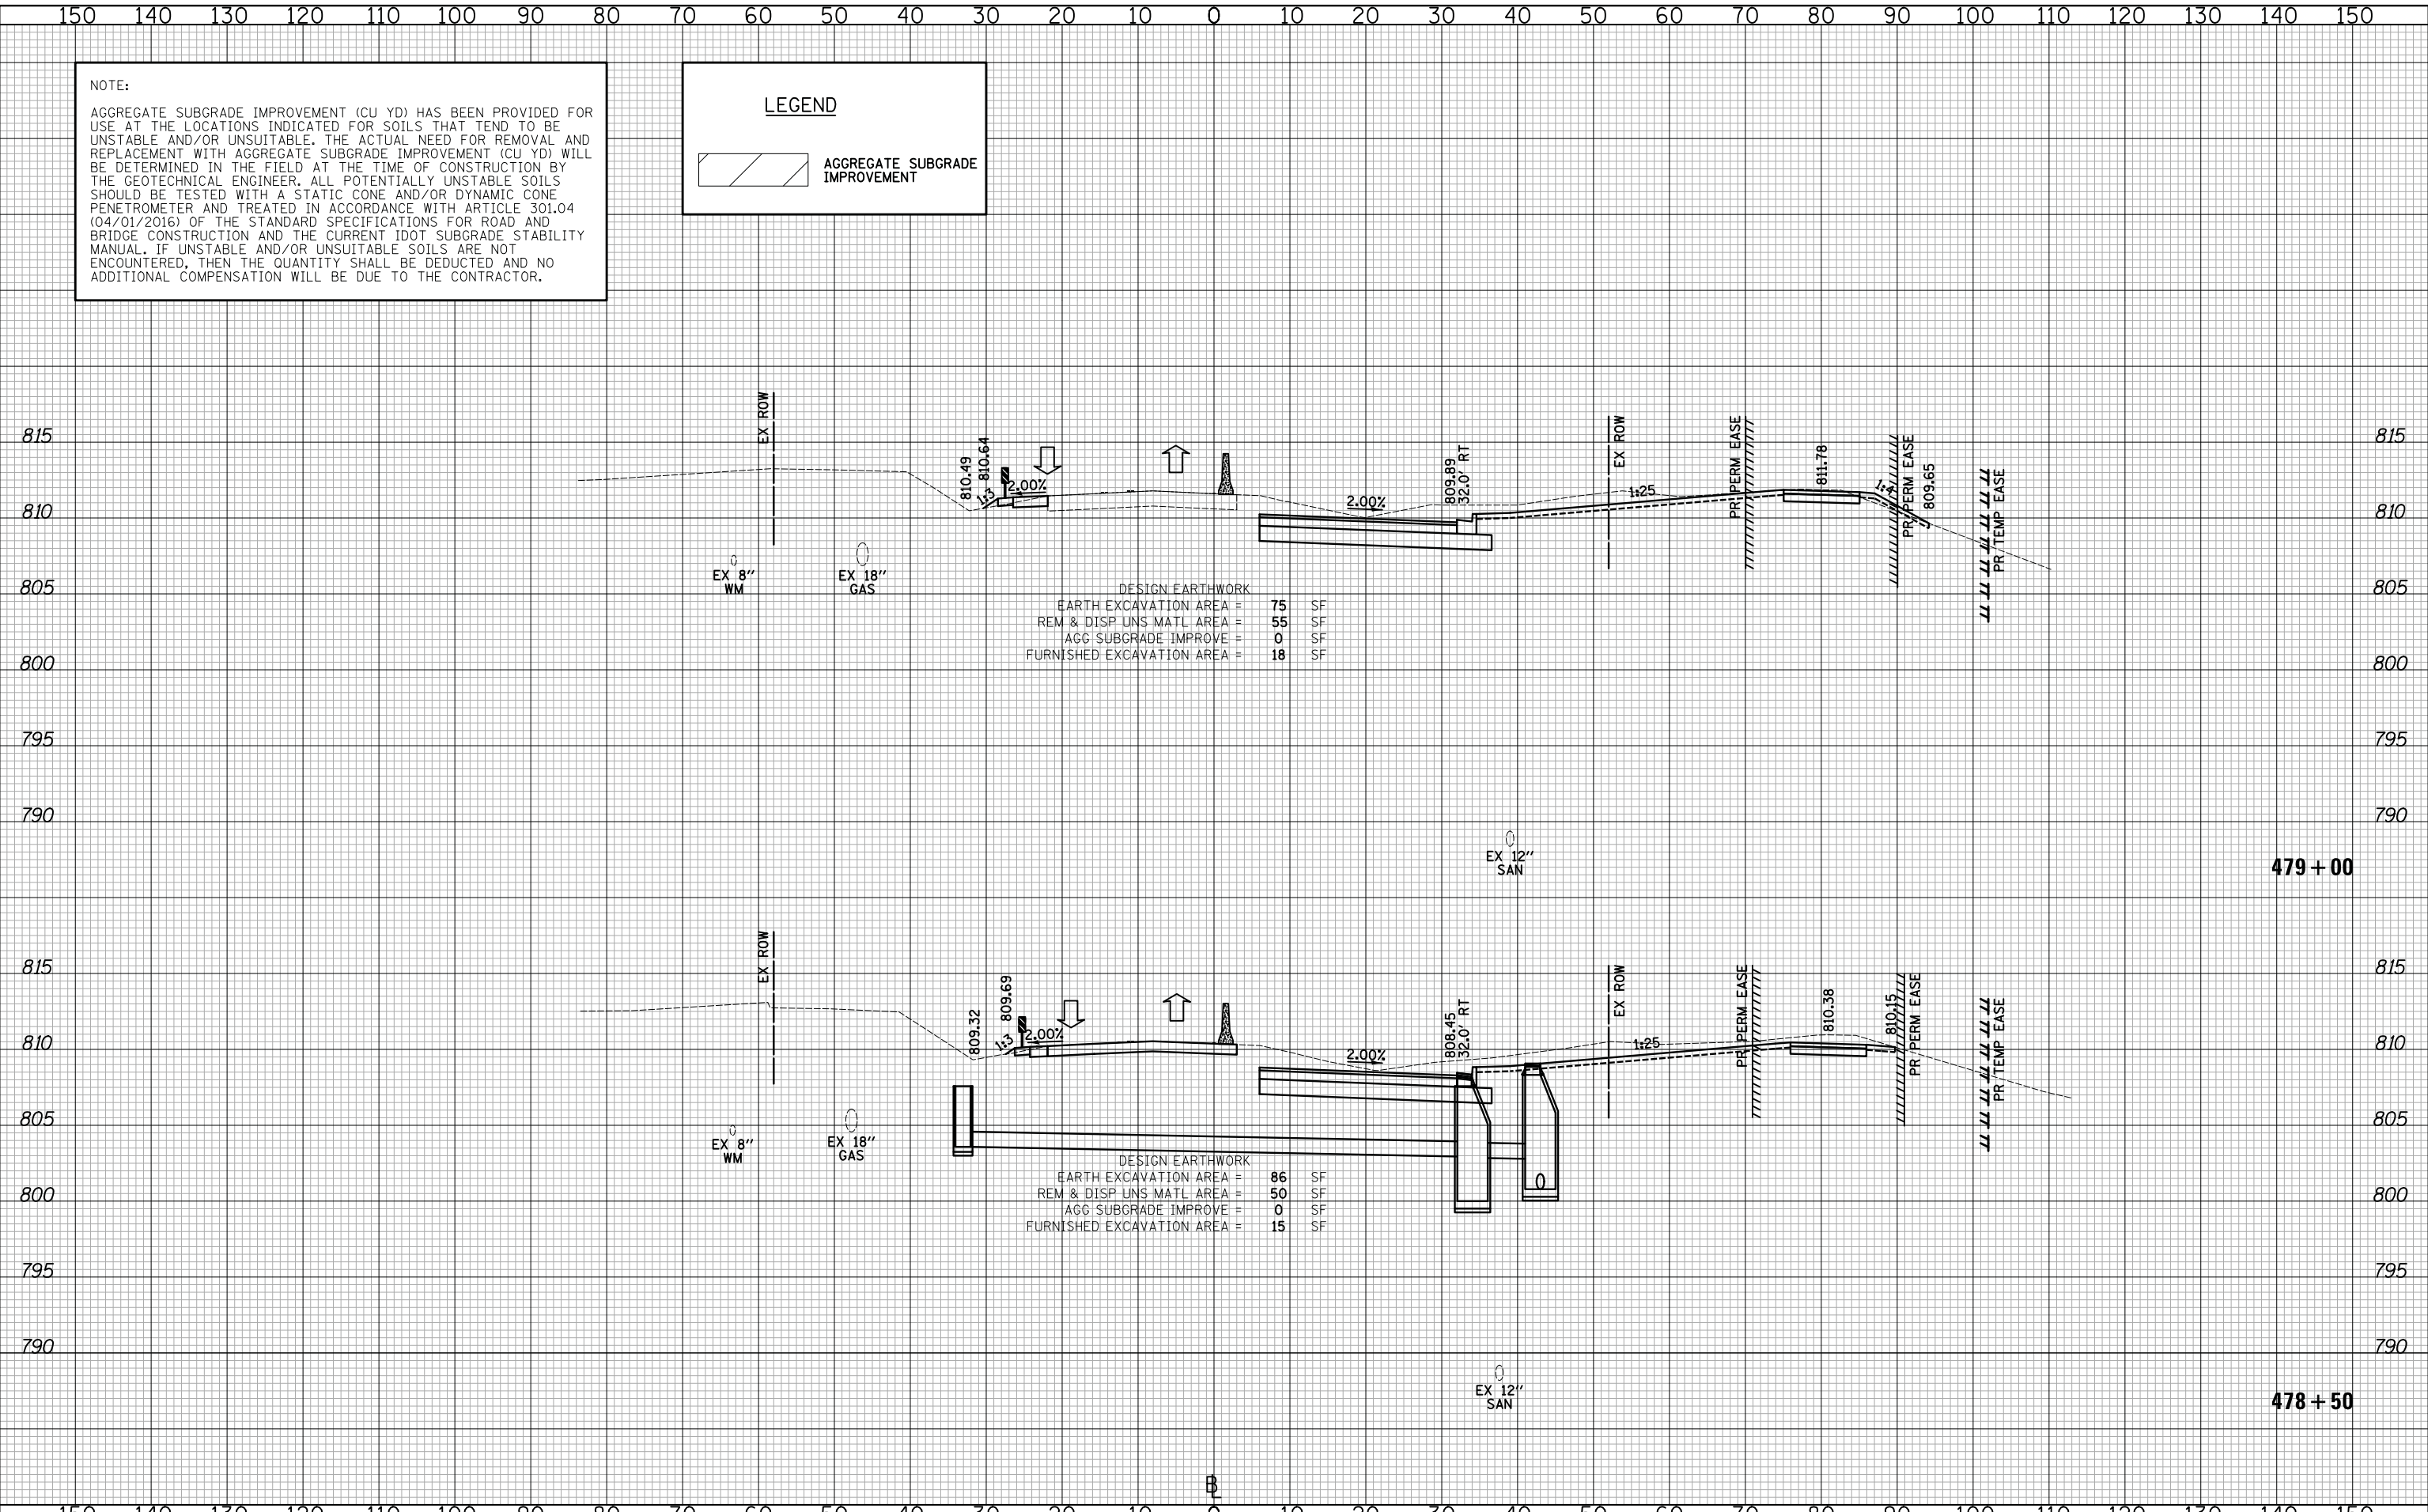 150 140 130 120 110 100 90 80 70 60 50 40 30 20 10 0 10 20 30 40 50 60 70 80 90 100 110 120 130 140 150
NOTE:
AGGREGATE SUBGRADE IMPROVEMENT (CU YD) HAS BEEN PROVIDED FOR
USE AT THE LOCATIONS INDICATED FOR SOILS THAT TEND TO BE
UNSTABLE AND/OR UNSUITABLE. THE ACTUAL NEED FOR REMOVAL AND
REPLACEMENT WITH AGGREGATE SUBGRADE IMPROVEMENT (CU YD) WILL
BE DETERMINED IN THE FIELD AT THE TIME OF CONSTRUCTION BY
THE GEOTECHNICAL ENGINEER. ALL POTENTIALLY UNSTABLE SOILS
SHOULD BE TESTED WITH A STATIC CONE AND/OR DYNAMIC CONE
PENETROMETER AND TREATED IN ACCORDANCE WITH ARTICLE 301.04
(04/01/2016) OF THE STANDARD SPECIFICATIONS FOR ROAD AND
BRIDGE CONSTRUCTION AND THE CURRENT IDOT SUBGRADE STABILITY
MANUAL. IF UNSTABLE AND/OR UNSUITABLE SOILS ARE NOT
ENCOUNTERED, THEN THE QUANTITY SHALL BE DEDUCTED AND NO
ADDITIONAL COMPENSATION WILL BE DUE TO THE CONTRACTOR.
LEGEND
AGGREGATE SUBGRADE
IMPROVEMENT
EX ROW
810.49
810.64
1:3
2.00%
2.00%
809.89
32.0' RT
EX ROW
1:25
PR PERM EASE
811.78
1:4
PR PERM EASE
809.65
PR TEMP EASE
815 815
810 810
805 805
800 800
795 795
790 790
EX 8"
WM
EX 18"
GAS
DESIGN EARTHWORK
EARTH EXCAVATION AREA = 75 SF
REM & DISP UNS MATL AREA = 55 SF
AGG SUBGRADE IMPROVE = 0 SF
FURNISHED EXCAVATION AREA = 18 SF
EX 12"
SAN
479+00
EX ROW
809.32
809.69
1:3
2.00%
2.00%
808.45
32.0' RT
EX ROW
1:25
PR PERM EASE
810.38
810.15
PR PERM EASE
PR TEMP EASE
815 815
810 810
805 805
800 800
795 795
790 790
EX 8"
WM
EX 18"
GAS
DESIGN EARTHWORK
EARTH EXCAVATION AREA = 86 SF
REM & DISP UNS MATL AREA = 50 SF
AGG SUBGRADE IMPROVE = 0 SF
FURNISHED EXCAVATION AREA = 15 SF
EX 12"
SAN
478+50
BL
150 140 130 120 110 100 90 80 70 60 50 40 30 20 10 0 10 20 30 40 50 60 70 80 90 100 110 120 130 140 150